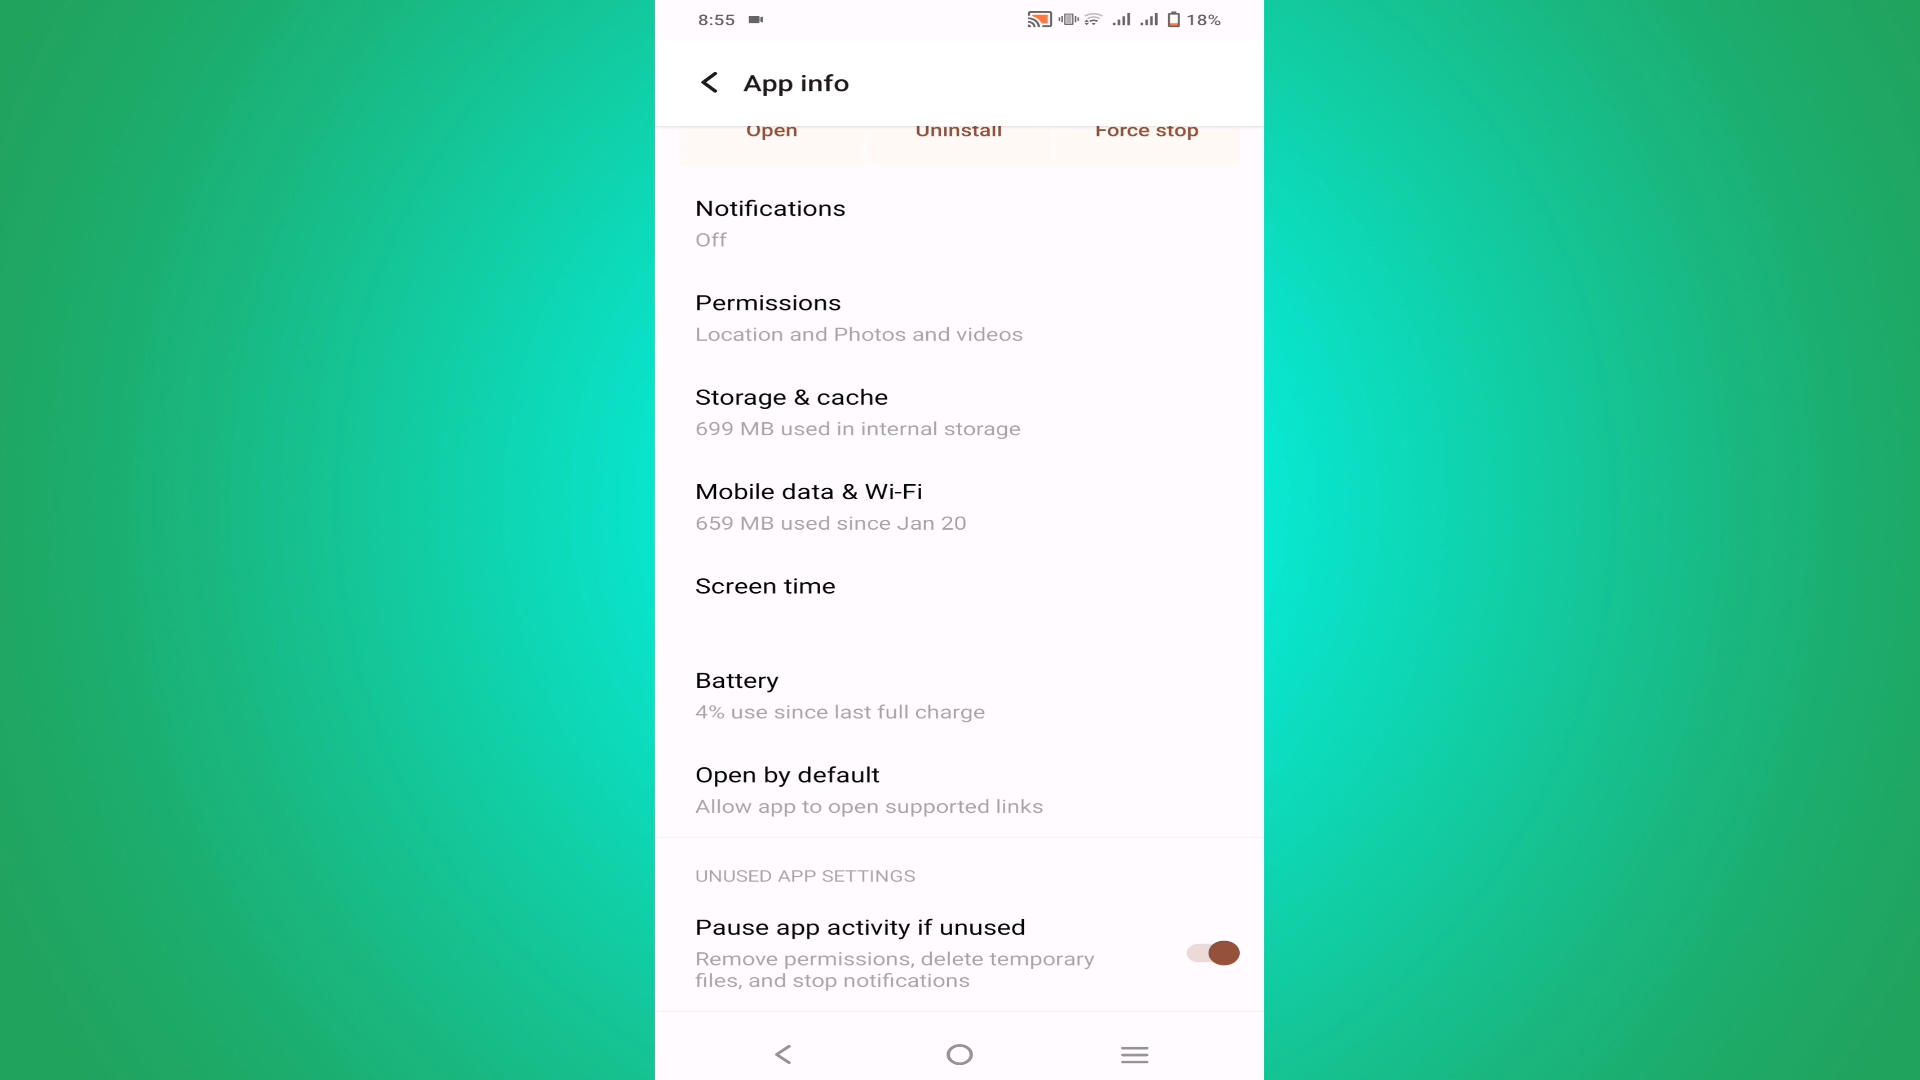 8:55
18%
App info
Open
Uninstall
Force stop
Notifications
Off
Permissions
Location and Photos and videos
Storage & cache
699 MB used in internal storage
Mobile data & Wi-Fi
659 MB used since Jan 20
Screen time
Battery
4% use since last full charge
Open by default
Allow app to open supported links
UNUSED APP SETTINGS
Pause app activity if unused
Remove permissions, delete temporary
files, and stop notifications